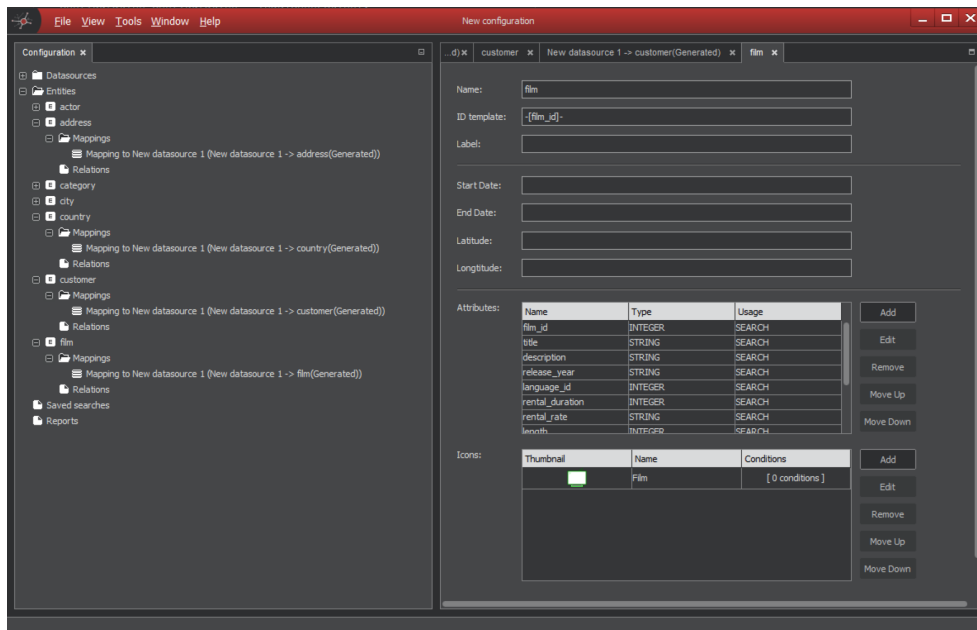 File View Tools Window Help
New configuration
Configuration
Datasources
Entities
actor
address
Mappings
Mapping to New datasource 1 (New datasource 1 -> address(Generated))
Relations
category
city
country
Mappings
Mapping to New datasource 1 (New datasource 1 -> country(Generated))
Relations
customer
Mappings
Mapping to New datasource 1 (New datasource 1 -> customer(Generated))
Relations
film
Mappings
Mapping to New datasource 1 (New datasource 1 -> film(Generated))
Relations
Saved searches
Reports
...d) customer New datasource 1 -> customer(Generated) film
Name: film
ID template: -[film_id]-
Label:
Start Date:
End Date:
Latitude:
Longtitude:
Attributes:
Name Type Usage
film_id INTEGER SEARCH
title STRING SEARCH
description STRING SEARCH
release_year STRING SEARCH
language_id INTEGER SEARCH
rental_duration INTEGER SEARCH
rental_rate STRING SEARCH
length INTEGER SEARCH
Add
Edit
Remove
Move Up
Move Down
Icons:
Thumbnail Name Conditions
Film [ 0 conditions ]
Add
Edit
Remove
Move Up
Move Down